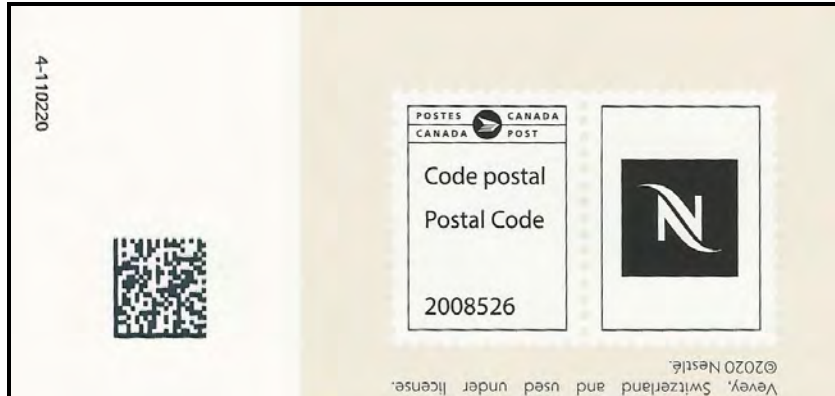 4-110220
POSTES CANADA
CANADA POST
Code postal
Postal Code
2008526
N
Vevey, Switzerland and used under license.
©2020 Nestlé.